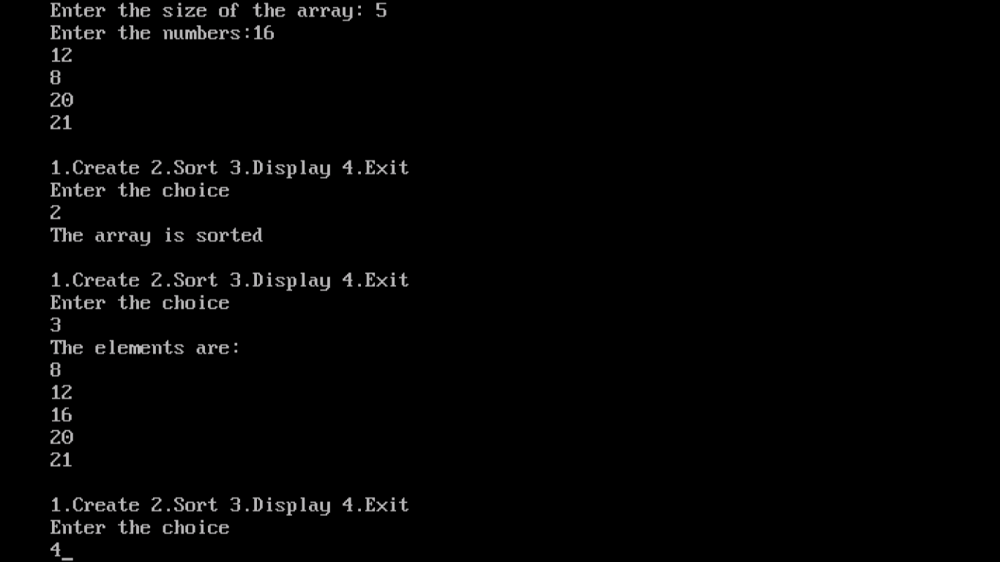 Enter the size of the array: 5
Enter the numbers:16
12
8
20
21
1.Create 2.Sort 3.Display 4.Exit
Enter the choice
2
The array is sorted
1.Create 2.Sort 3.Display 4.Exit
Enter the choice
3
The elements are:
8
12
16
20
21
1.Create 2.Sort 3.Display 4.Exit
Enter the choice
4_